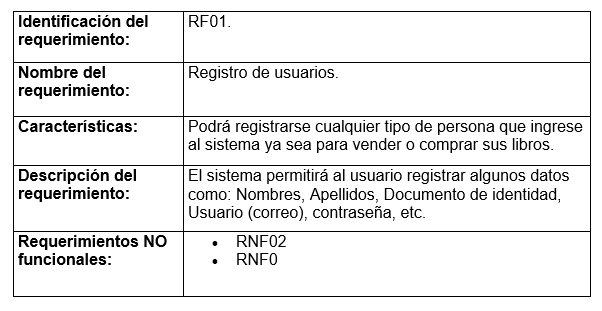 Identificación del requerimiento:
RF01.
Nombre del requerimiento:
Registro de usuarios.
Características:
Podrá registrarse cualquier tipo de persona que ingrese
al sistema ya sea para vender o comprar sus libros.
Descripción del requerimiento:
El sistema permitirá al usuario registrar algunos datos
como: Nombres, Apellidos, Documento de identidad,
Usuario (correo), contraseña, etc.
Requerimientos NO funcionales:
• RNF02
• RNF0